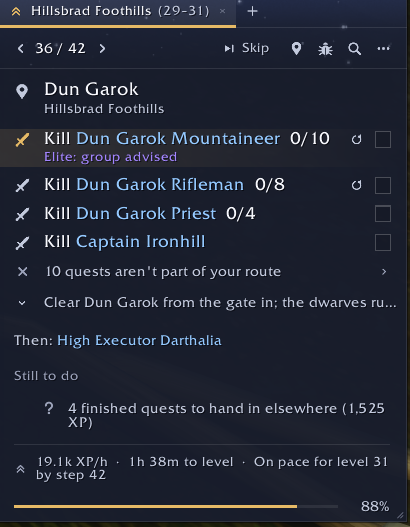 Hillsbrad Foothills (29-31) × +
36 / 42 Skip ...
Dun Garok
Hillsbrad Foothills
Kill Dun Garok Mountaineer 0/10
Elite: group advised
Kill Dun Garok Rifleman 0/8
Kill Dun Garok Priest 0/4
Kill Captain Ironhill
10 quests aren't part of your route
Clear Dun Garok from the gate in; the dwarves ru...
Then: High Executor Darthalia
Still to do
? 4 finished quests to hand in elsewhere (1,525
XP)
19.1k XP/h · 1h 38m to level · On pace for level 31
by step 42
88%